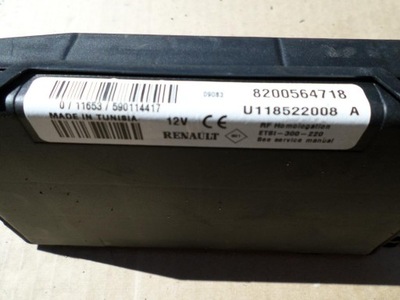 09083
8200564718
0 / 11653 / 590114417
U118522008 A
MADE IN TUNISIA
12V CE
RF Homologation
RENAULT
ETSI-300-220
See service manual